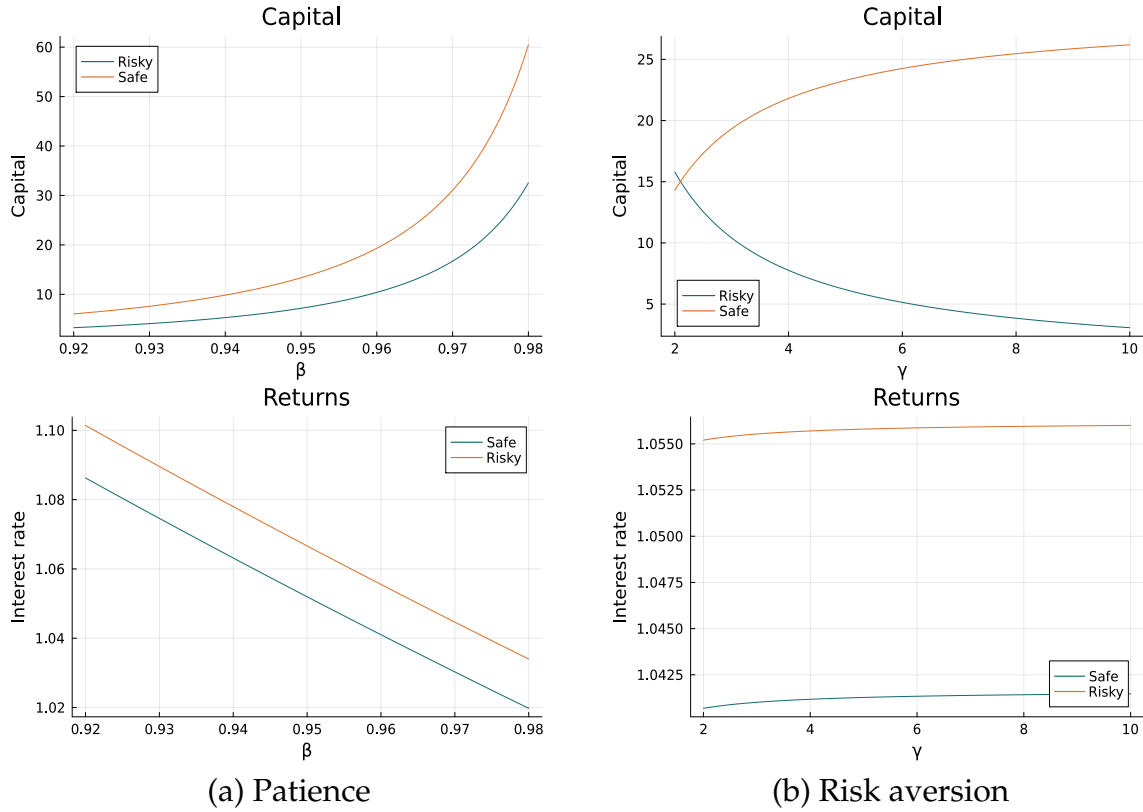 Capital
Capital
60
50
40
30
20
10
Risky
Safe
0.92 0.93 0.94 0.95 0.96 0.97 0.98
β
Capital
Capital
25
20
15
10
5
Risky
Safe
2 4 6 8 10
γ
Returns
Interest rate
1.10
1.08
1.06
1.04
1.02
Safe
Risky
0.92 0.93 0.94 0.95 0.96 0.97 0.98
β
Returns
Interest rate
1.0550
1.0525
1.0500
1.0475
1.0450
1.0425
Safe
Risky
2 4 6 8 10
γ
(a) Patience
(b) Risk aversion